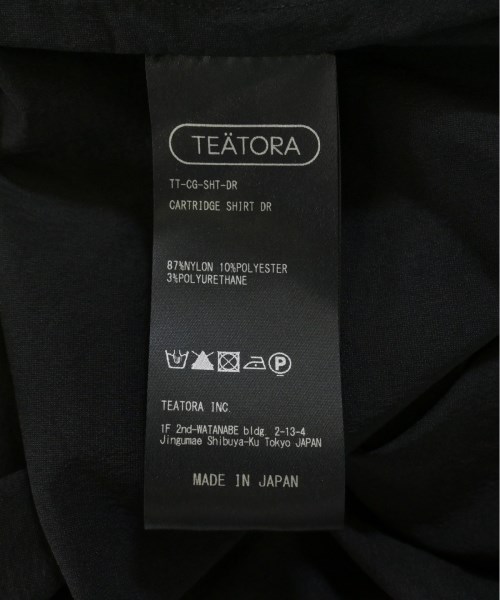 TEÄTORA
TT-CG-SHT-DR
CARTRIDGE SHIRT DR
87%NYLON 10%POLYESTER
3%POLYURETHANE
P
TEATORA INC.
1F 2nd-WATANABE bldg. 2-13-4
Jingumae Shibuya-Ku Tokyo JAPAN
MADE IN JAPAN